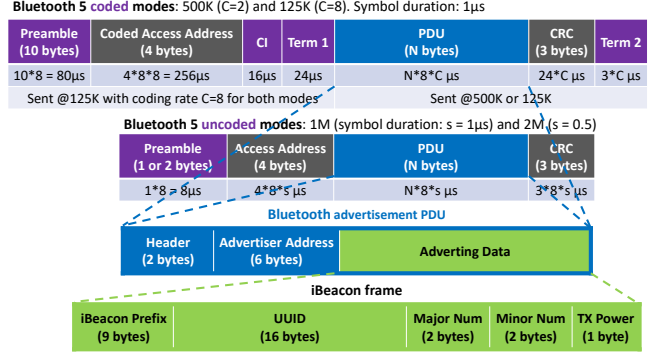 Bluetooth 5 coded modes: 500K (C=2) and 125K (C=8). Symbol duration: 1µs
Preamble (10 bytes) Coded Access Address (4 bytes) CI Term 1 PDU (N bytes) CRC (3 bytes) Term 2
10*8 = 80µs 4*8*8 = 256µs 16µs 24µs N*8*C µs 24*C µs 3*C µs
Sent @125K with coding rate C=8 for both modes Sent @500K or 125K
Bluetooth 5 uncoded modes: 1M (symbol duration: s = 1µs) and 2M (s = 0.5)
Preamble (1 or 2 bytes) Access Address (4 bytes) PDU (N bytes) CRC (3 bytes)
1*8 = 8µs 4*8*s µs N*8*s µs 3*8*s µs
Bluetooth advertisement PDU
Header (2 bytes) Advertiser Address (6 bytes) Adverting Data
iBeacon frame
iBeacon Prefix (9 bytes) UUID (16 bytes) Major Num (2 bytes) Minor Num (2 bytes) TX Power (1 byte)